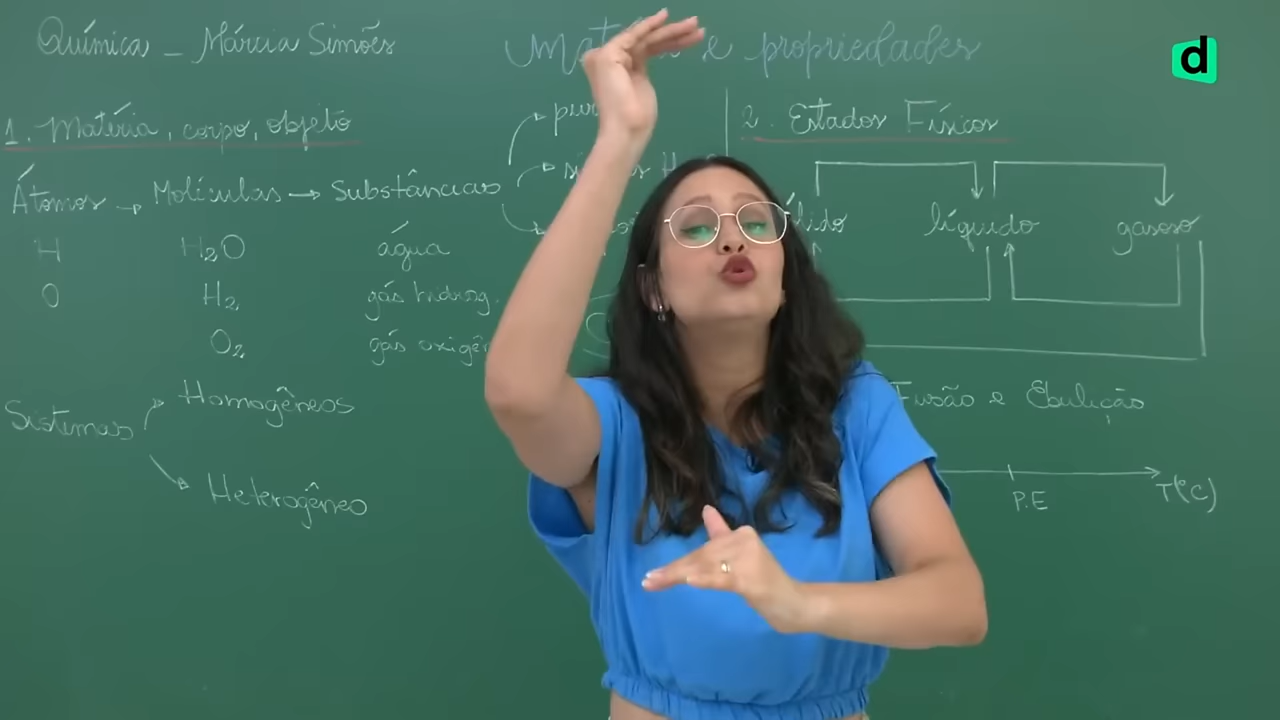 Química - Márcia Simões
e propriedades
d
1. Matéria, corpo, objeto
2. Estados Físicos
Átomos → Moléculas → Substâncias
líquido
gasoso
H H2O água
O H2 gás hidrog.
O2 gás
Fusão e Ebulição
Sistemas
Homogêneos
Heterogêneo
P.E
T(°C)